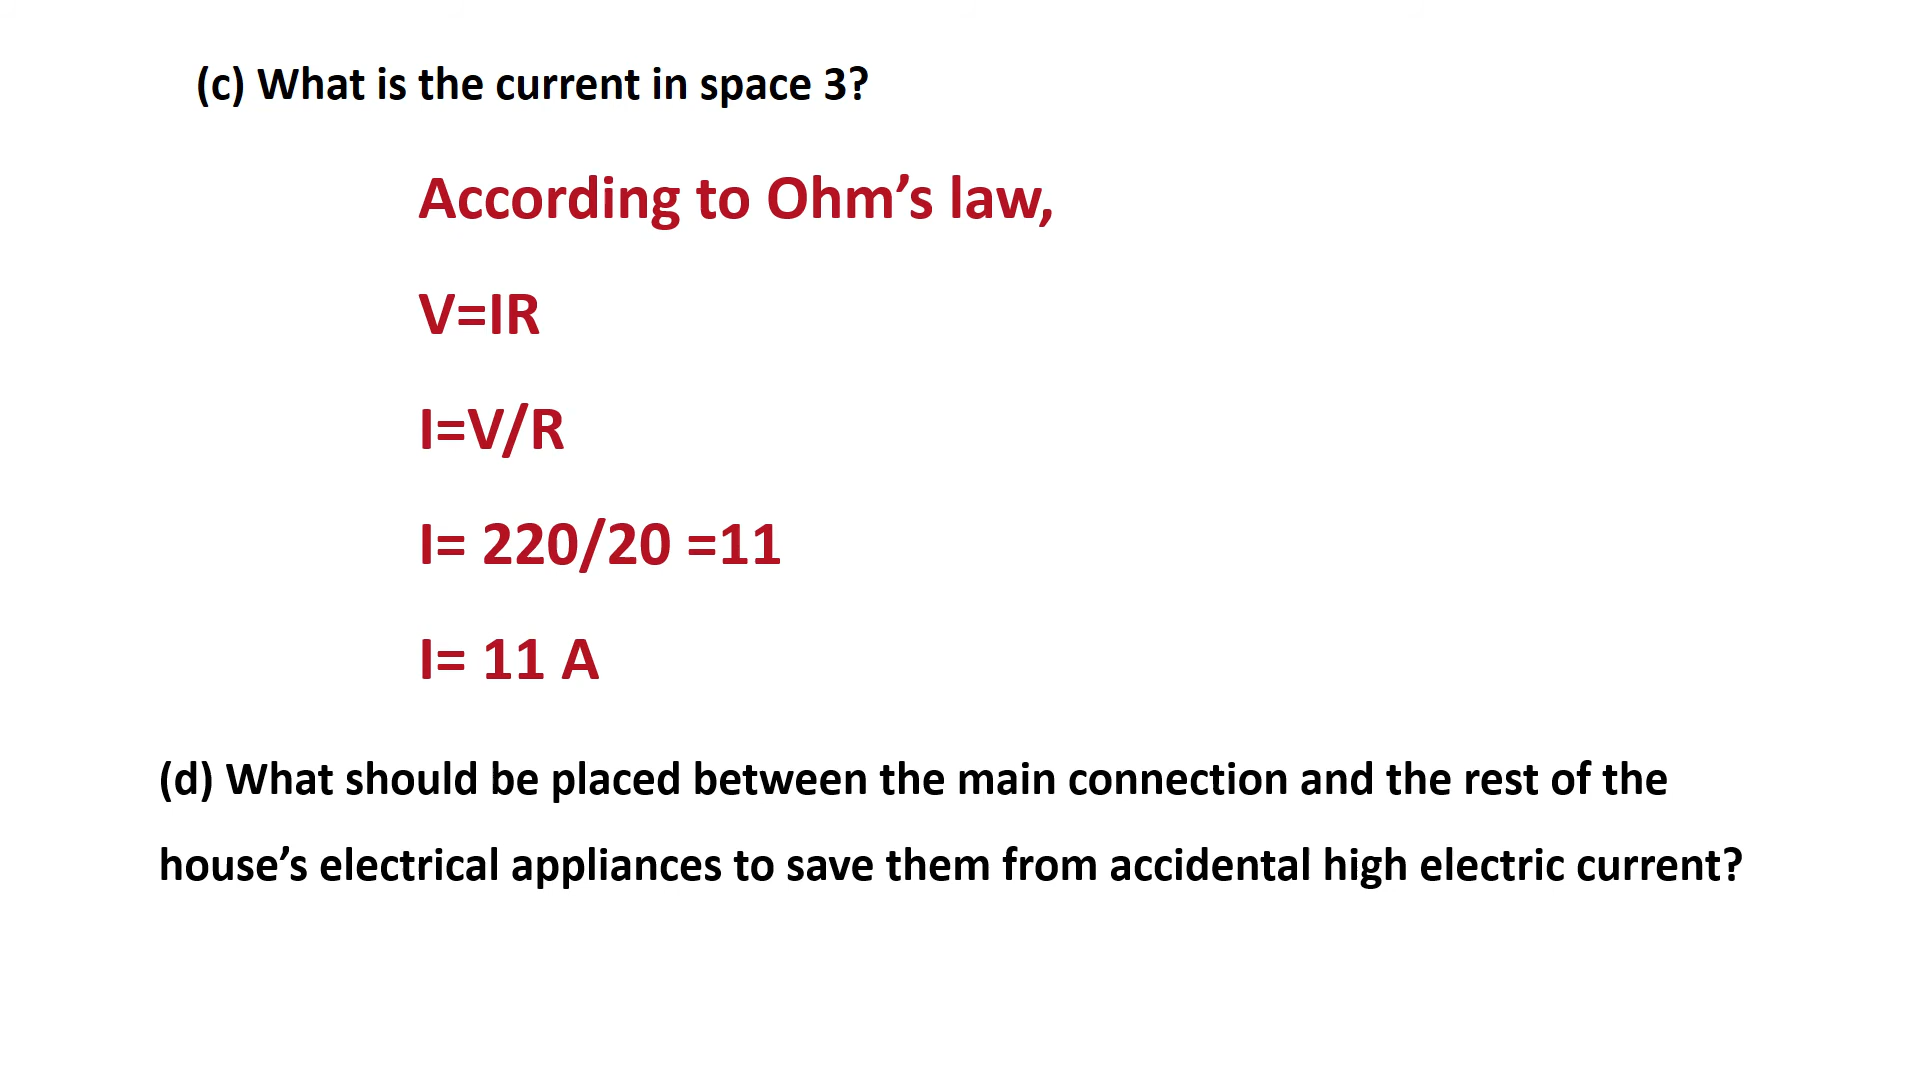 (c) What is the current in space 3?
According to Ohm’s law,
V=IR
I=V/R
I= 220/20 =11
I= 11 A
(d) What should be placed between the main connection and the rest of the
house’s electrical appliances to save them from accidental high electric current?